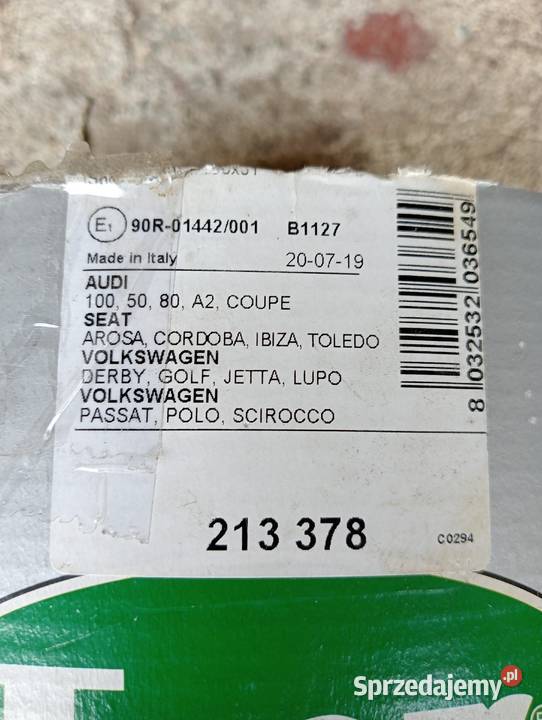 E1 90R-01442/001 B1127
Made in Italy 20-07-19
AUDI
100, 50, 80, A2, COUPE
SEAT
AROSA, CORDOBA, IBIZA, TOLEDO
VOLKSWAGEN
DERBY, GOLF, JETTA, LUPO
VOLKSWAGEN
PASSAT, POLO, SCIROCCO
8 032532 036549
213 378
C0294
Sprzedajemy.pl